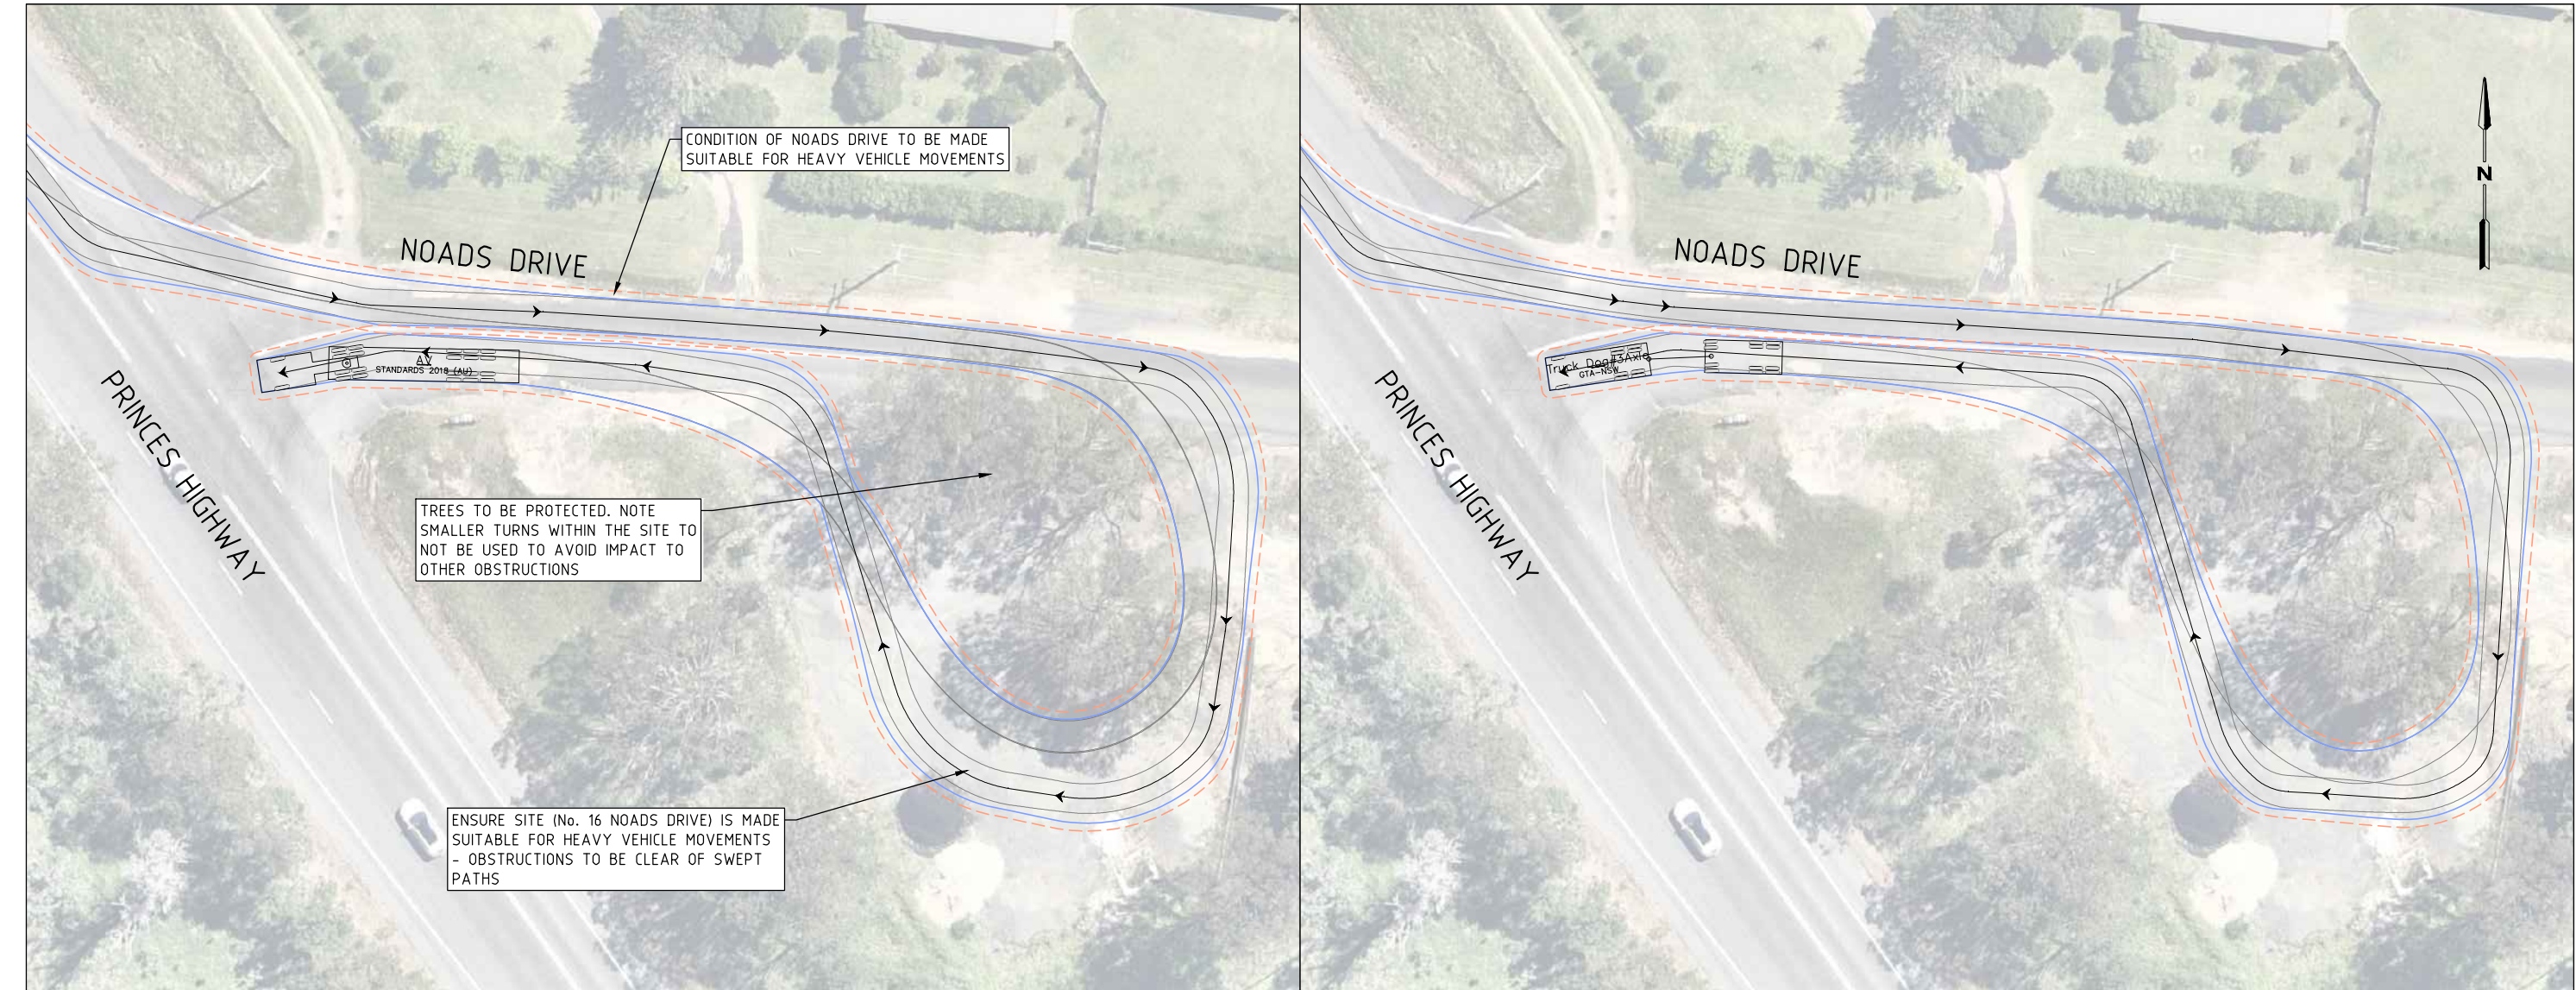 CONDITION OF NOADS DRIVE TO BE MADE
SUITABLE FOR HEAVY VEHICLE MOVEMENTS
NOADS DRIVE
AV
STANDARDS 2018 (AU)
PRINCES HIGHWAY
TREES TO BE PROTECTED. NOTE
SMALLER TURNS WITHIN THE SITE TO
NOT BE USED TO AVOID IMPACT TO
OTHER OBSTRUCTIONS
ENSURE SITE (No. 16 NOADS DRIVE) IS MADE
SUITABLE FOR HEAVY VEHICLE MOVEMENTS
- OBSTRUCTIONS TO BE CLEAR OF SWEPT
PATHS
N
NOADS DRIVE
Truck Dog#3Axle
GTA-NSW
PRINCES HIGHWAY